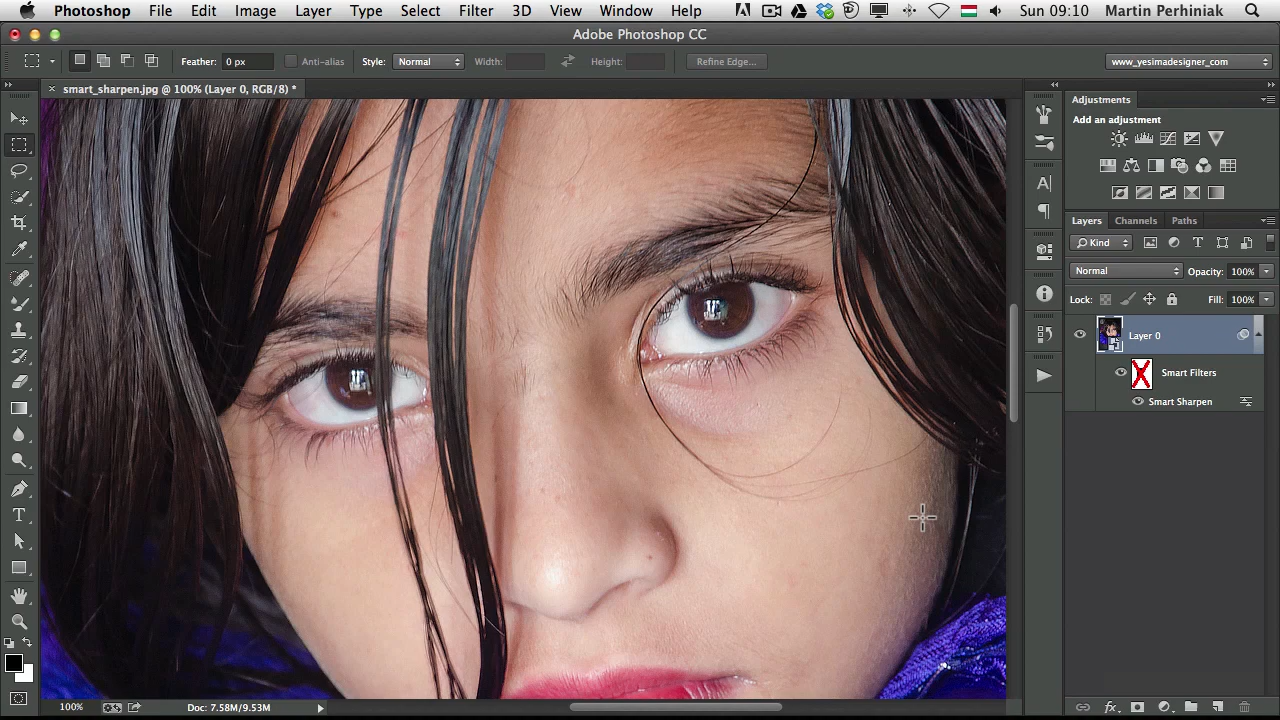 Photoshop File Edit Image Layer Type Select Filter 3D View Window Help Sun 09:10 Martin Perhiniak
Adobe Photoshop CC
Feather: 0 px Anti-alias Style: Normal Width: Height: Refine Edge... www_yesimadesigner_com
smart_sharpen.jpg @ 100% (Layer 0, RGB/8) *
Adjustments
Add an adjustment
Layers Channels Paths
Kind
Normal Opacity: 100%
Lock: Fill: 100%
Layer 0
Smart Filters
Smart Sharpen
100% Doc: 7.58M/9.53M